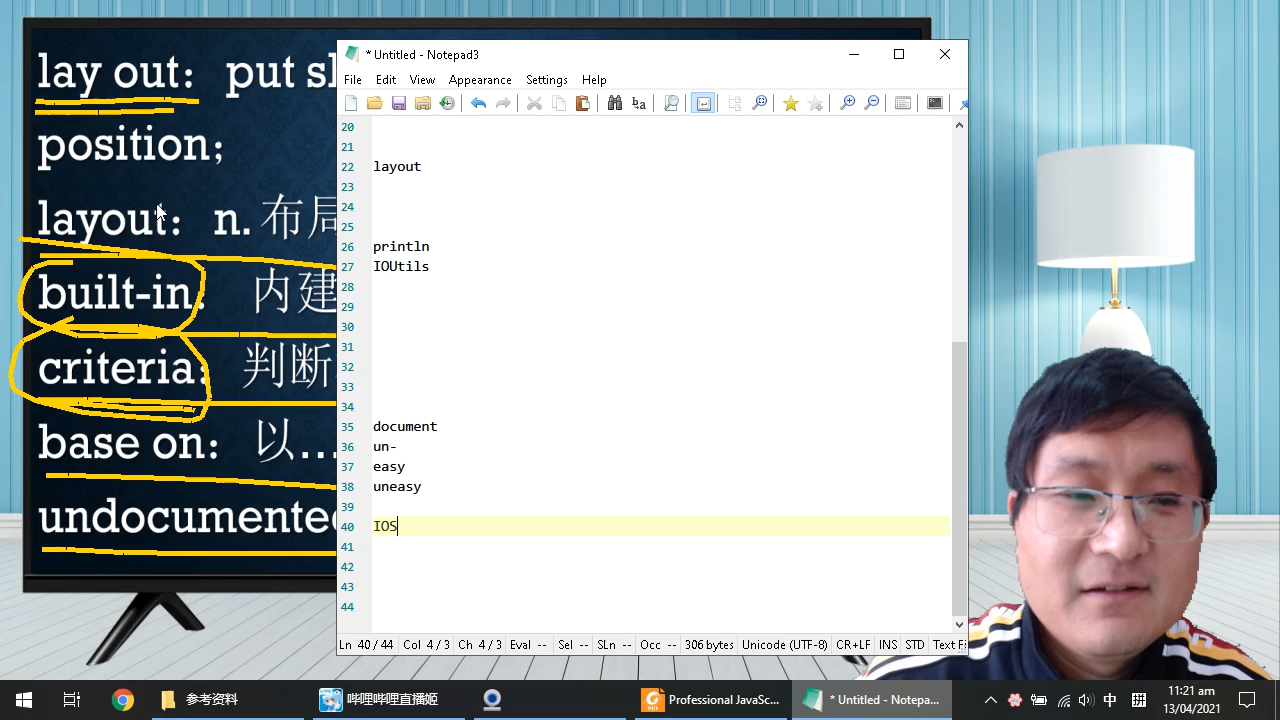 lay out： put sh
position；
layout： n. 布局
built-in： 内建
criteria： 判断
base on： 以…
undocumented
* Untitled - Notepad3
File Edit View Appearance Settings Help
20
21
22 layout
23
24
25
26 println
27 IOUtils
28
29
30
31
32
33
34
35 document
36 un-
37 easy
38 uneasy
39
40 IOS
41
42
43
44
Ln 40 / 44 Col 4 / 3 Ch 4 / 3 Eval -- Sel -- SLn -- Occ -- 306 bytes Unicode (UTF-8) CR+LF INS STD Text F
参考资料 哔哩哔哩直播姬 Professional JavaSc... * Untitled - Notepa... 中 拼 11:21 am
13/04/2021